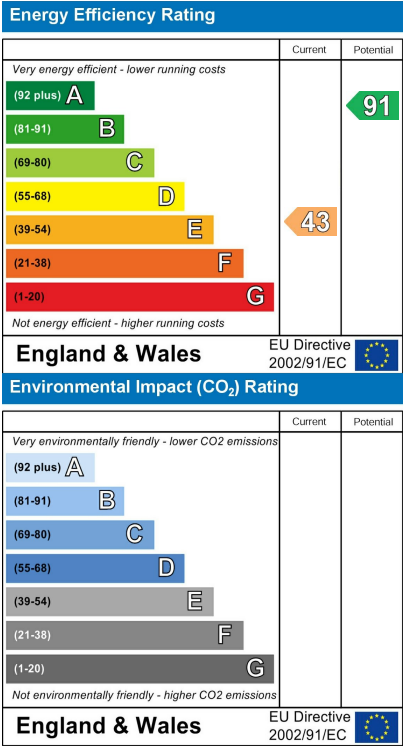 Energy Efficiency Rating
Current Potential
Very energy efficient - lower running costs
(92 plus) A
91
(81-91) B
(69-80) C
(55-68) D
(39-54) E
43
(21-38) F
(1-20) G
Not energy efficient - higher running costs
England & Wales
EU Directive
2002/91/EC
Environmental Impact (CO₂) Rating
Current Potential
Very environmentally friendly - lower CO2 emissions
(92 plus) A
(81-91) B
(69-80) C
(55-68) D
(39-54) E
(21-38) F
(1-20) G
Not environmentally friendly - higher CO2 emissions
England & Wales
EU Directive
2002/91/EC